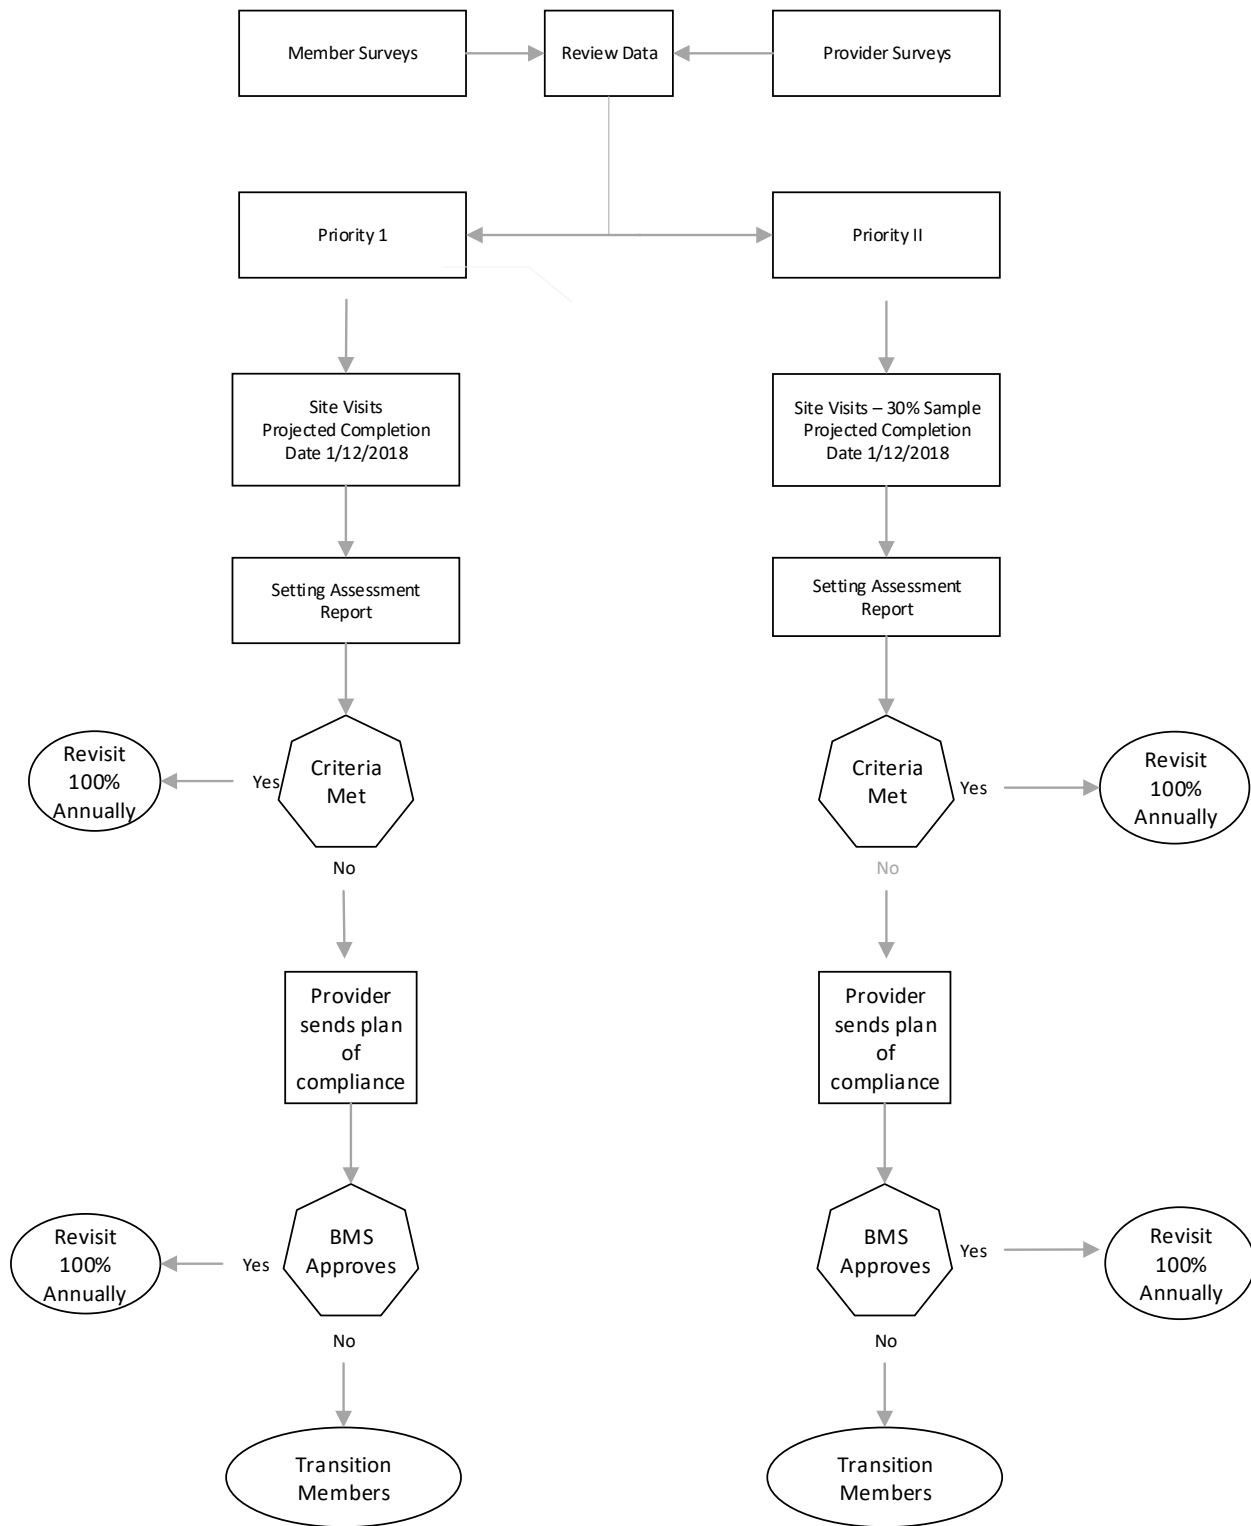 Member Surveys
Review Data
Provider Surveys
Priority 1
Priority II
Site Visits
Projected Completion
Date 1/12/2018
Site Visits – 30% Sample
Projected Completion
Date 1/12/2018
Setting Assessment
Report
Setting Assessment
Report
Revisit
100%
Annually
Yes
Criteria
Met
Criteria
Met
Yes
Revisit
100%
Annually
No
No
Provider
sends plan
of
compliance
Provider
sends plan
of
compliance
Revisit
100%
Annually
Yes
BMS
Approves
BMS
Approves
Yes
Revisit
100%
Annually
No
No
Transition
Members
Transition
Members